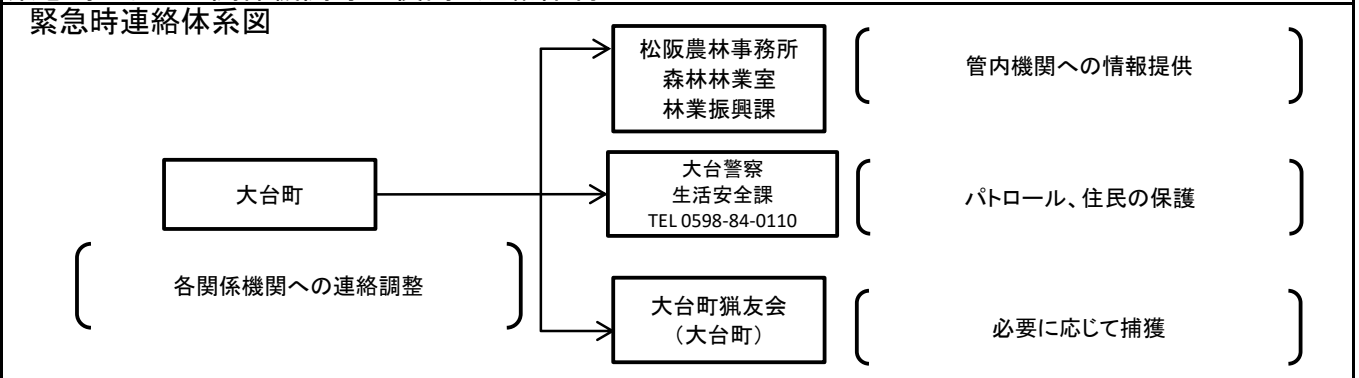 緊急時連絡体系図
松阪農林事務所
森林林業室
林業振興課
管内機関への情報提供
大台町
大台警察
生活安全課
TEL 0598-84-0110
パトロール、住民の保護
各関係機関への連絡調整
大台町猟友会
（大台町）
必要に応じて捕獲